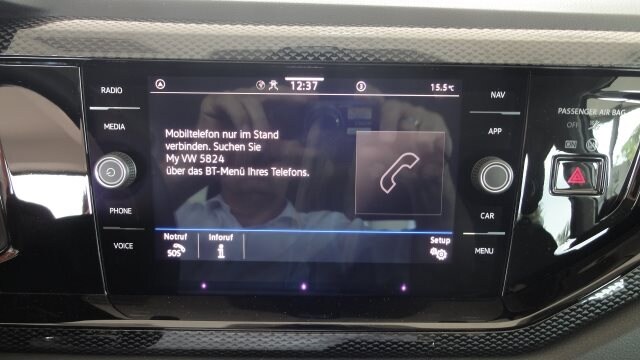 RADIO
MEDIA
PHONE
VOICE
12:37
15.5°C
Mobiltelefon nur im Stand
verbinden. Suchen Sie
My VW 5824
über das BT-Menü Ihres Telefons.
Notruf
SOS
Inforuf
Setup
NAV
APP
CAR
MENU
PASSENGER AIR BAG
OFF